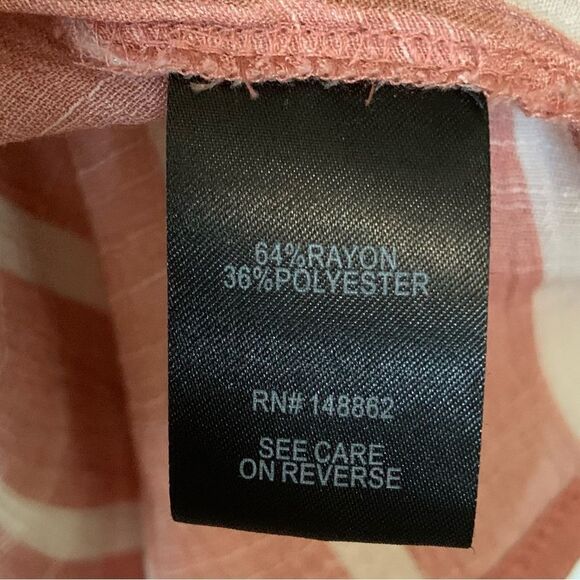 64%RAYON
36%POLYESTER
RN# 148862
SEE CARE
ON REVERSE